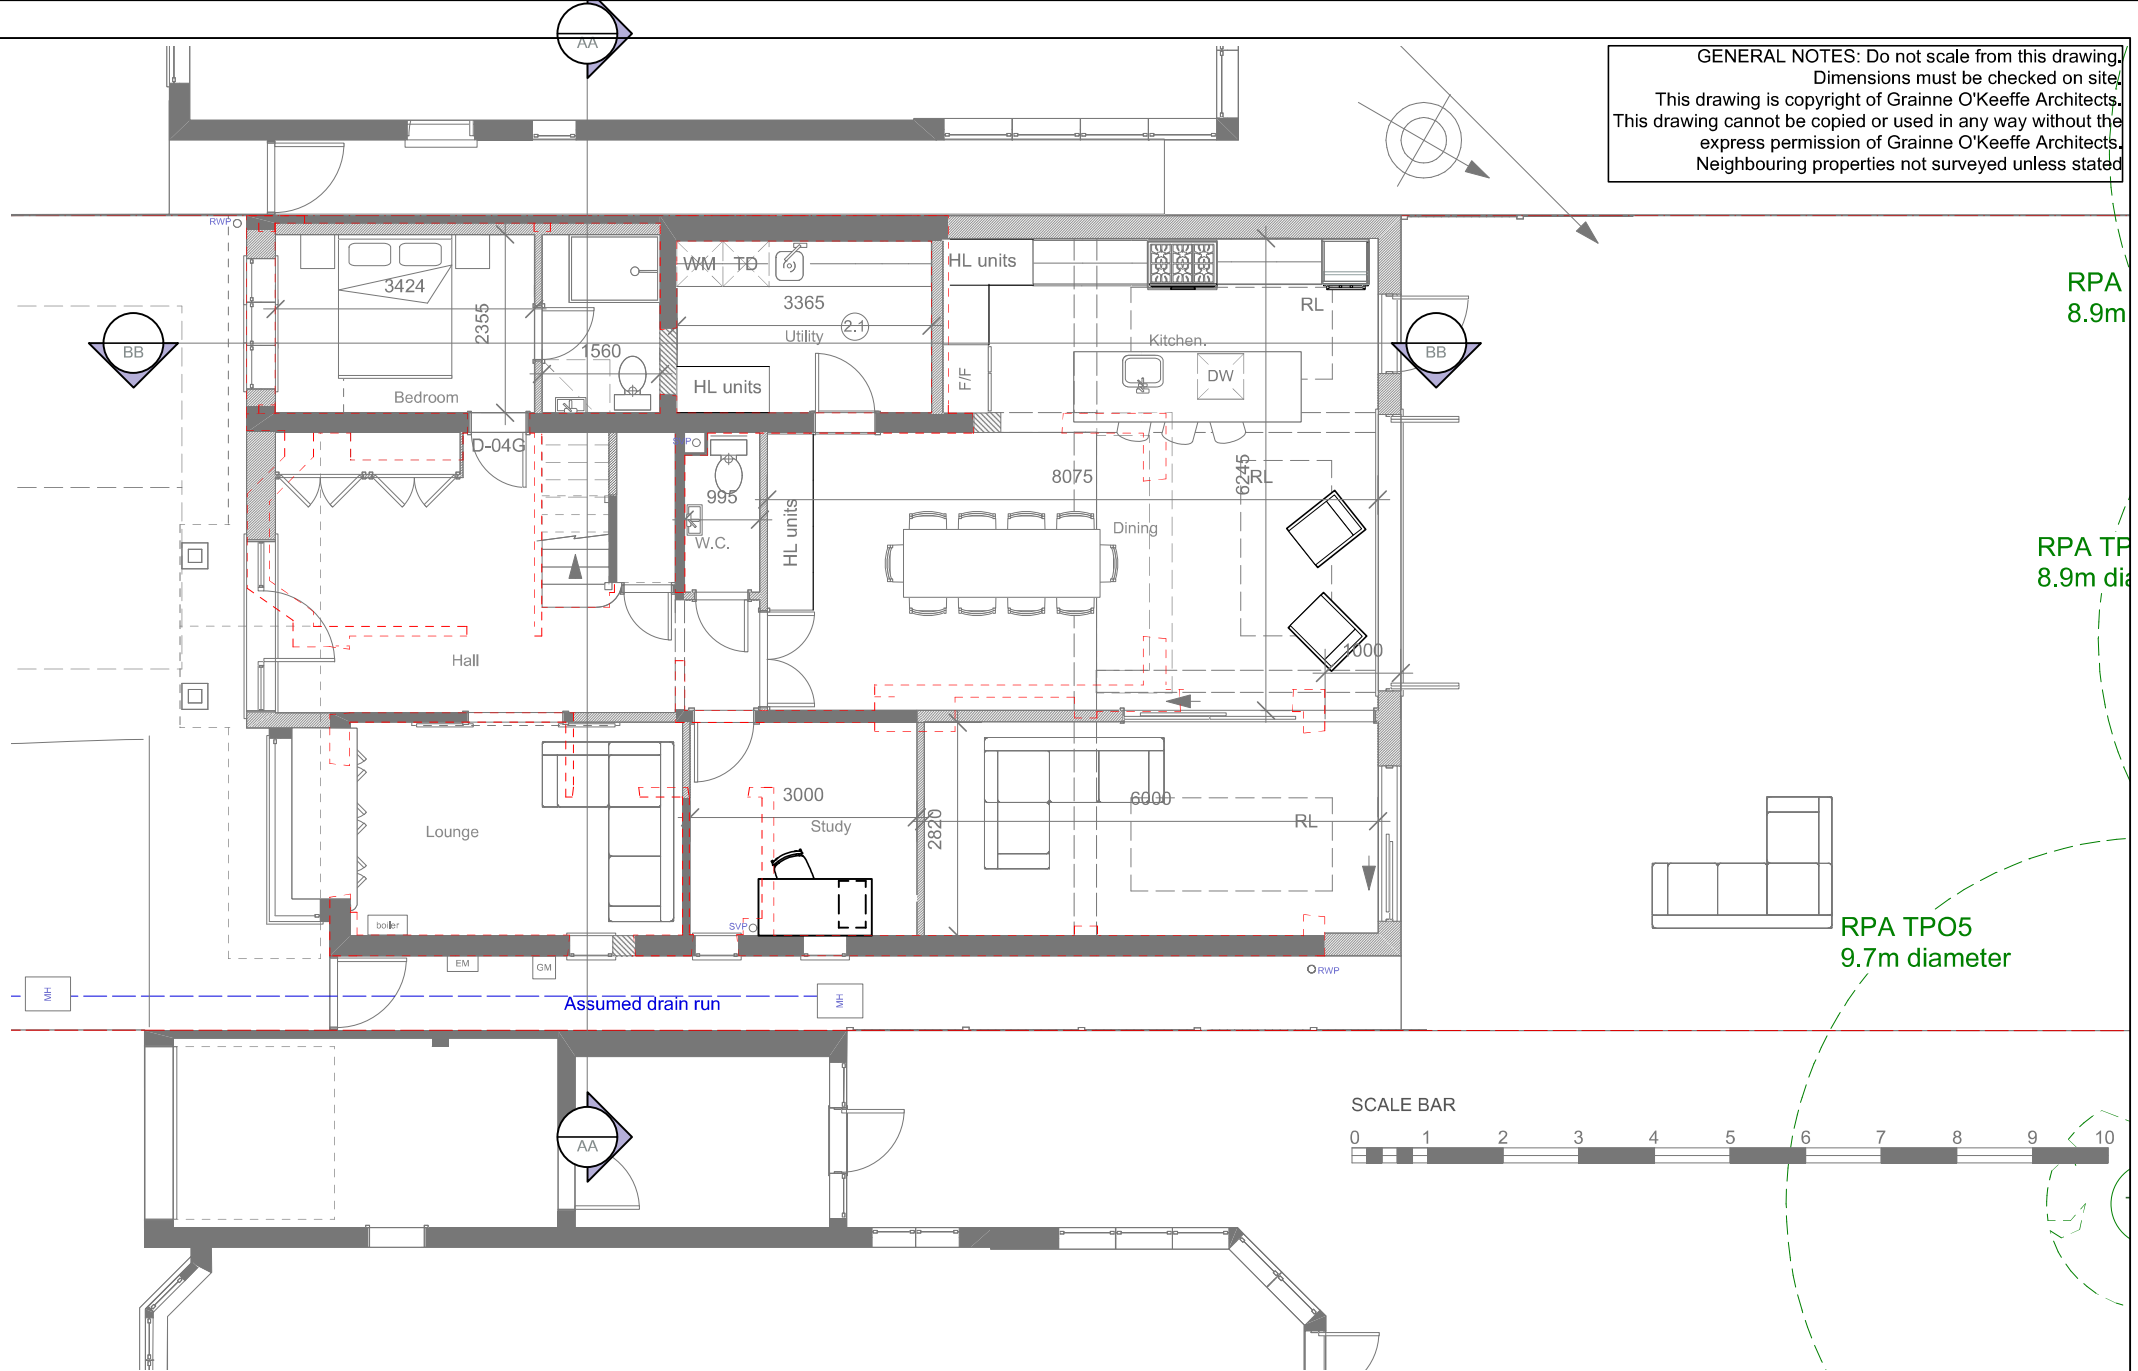 AA
GENERAL NOTES: Do not scale from this drawing.
Dimensions must be checked on site.
This drawing is copyright of Grainne O'Keeffe Architects.
This drawing cannot be copied or used in any way without the
express permission of Grainne O'Keeffe Architects.
Neighbouring properties not surveyed unless stated
RWP
WM TD
HL units
3424
3365
RL
RPA
8.9m
2355
Utility
2.1
Kitchen.
BB
1560
BB
HL units
F/F
DW
Bedroom
D-04G
SVP
995
8075
6245
RL
HL units
Dining
W.C.
RPA TP
8.9m dia
1000
Hall
3000
6000
Lounge
Study
2820
RL
boiler
SVP
RPA TPO5
9.7m diameter
EM
GM
RWP
MH
Assumed drain run
MH
SCALE BAR
0 1 2 3 4 5 6 7 8 9 10
AA